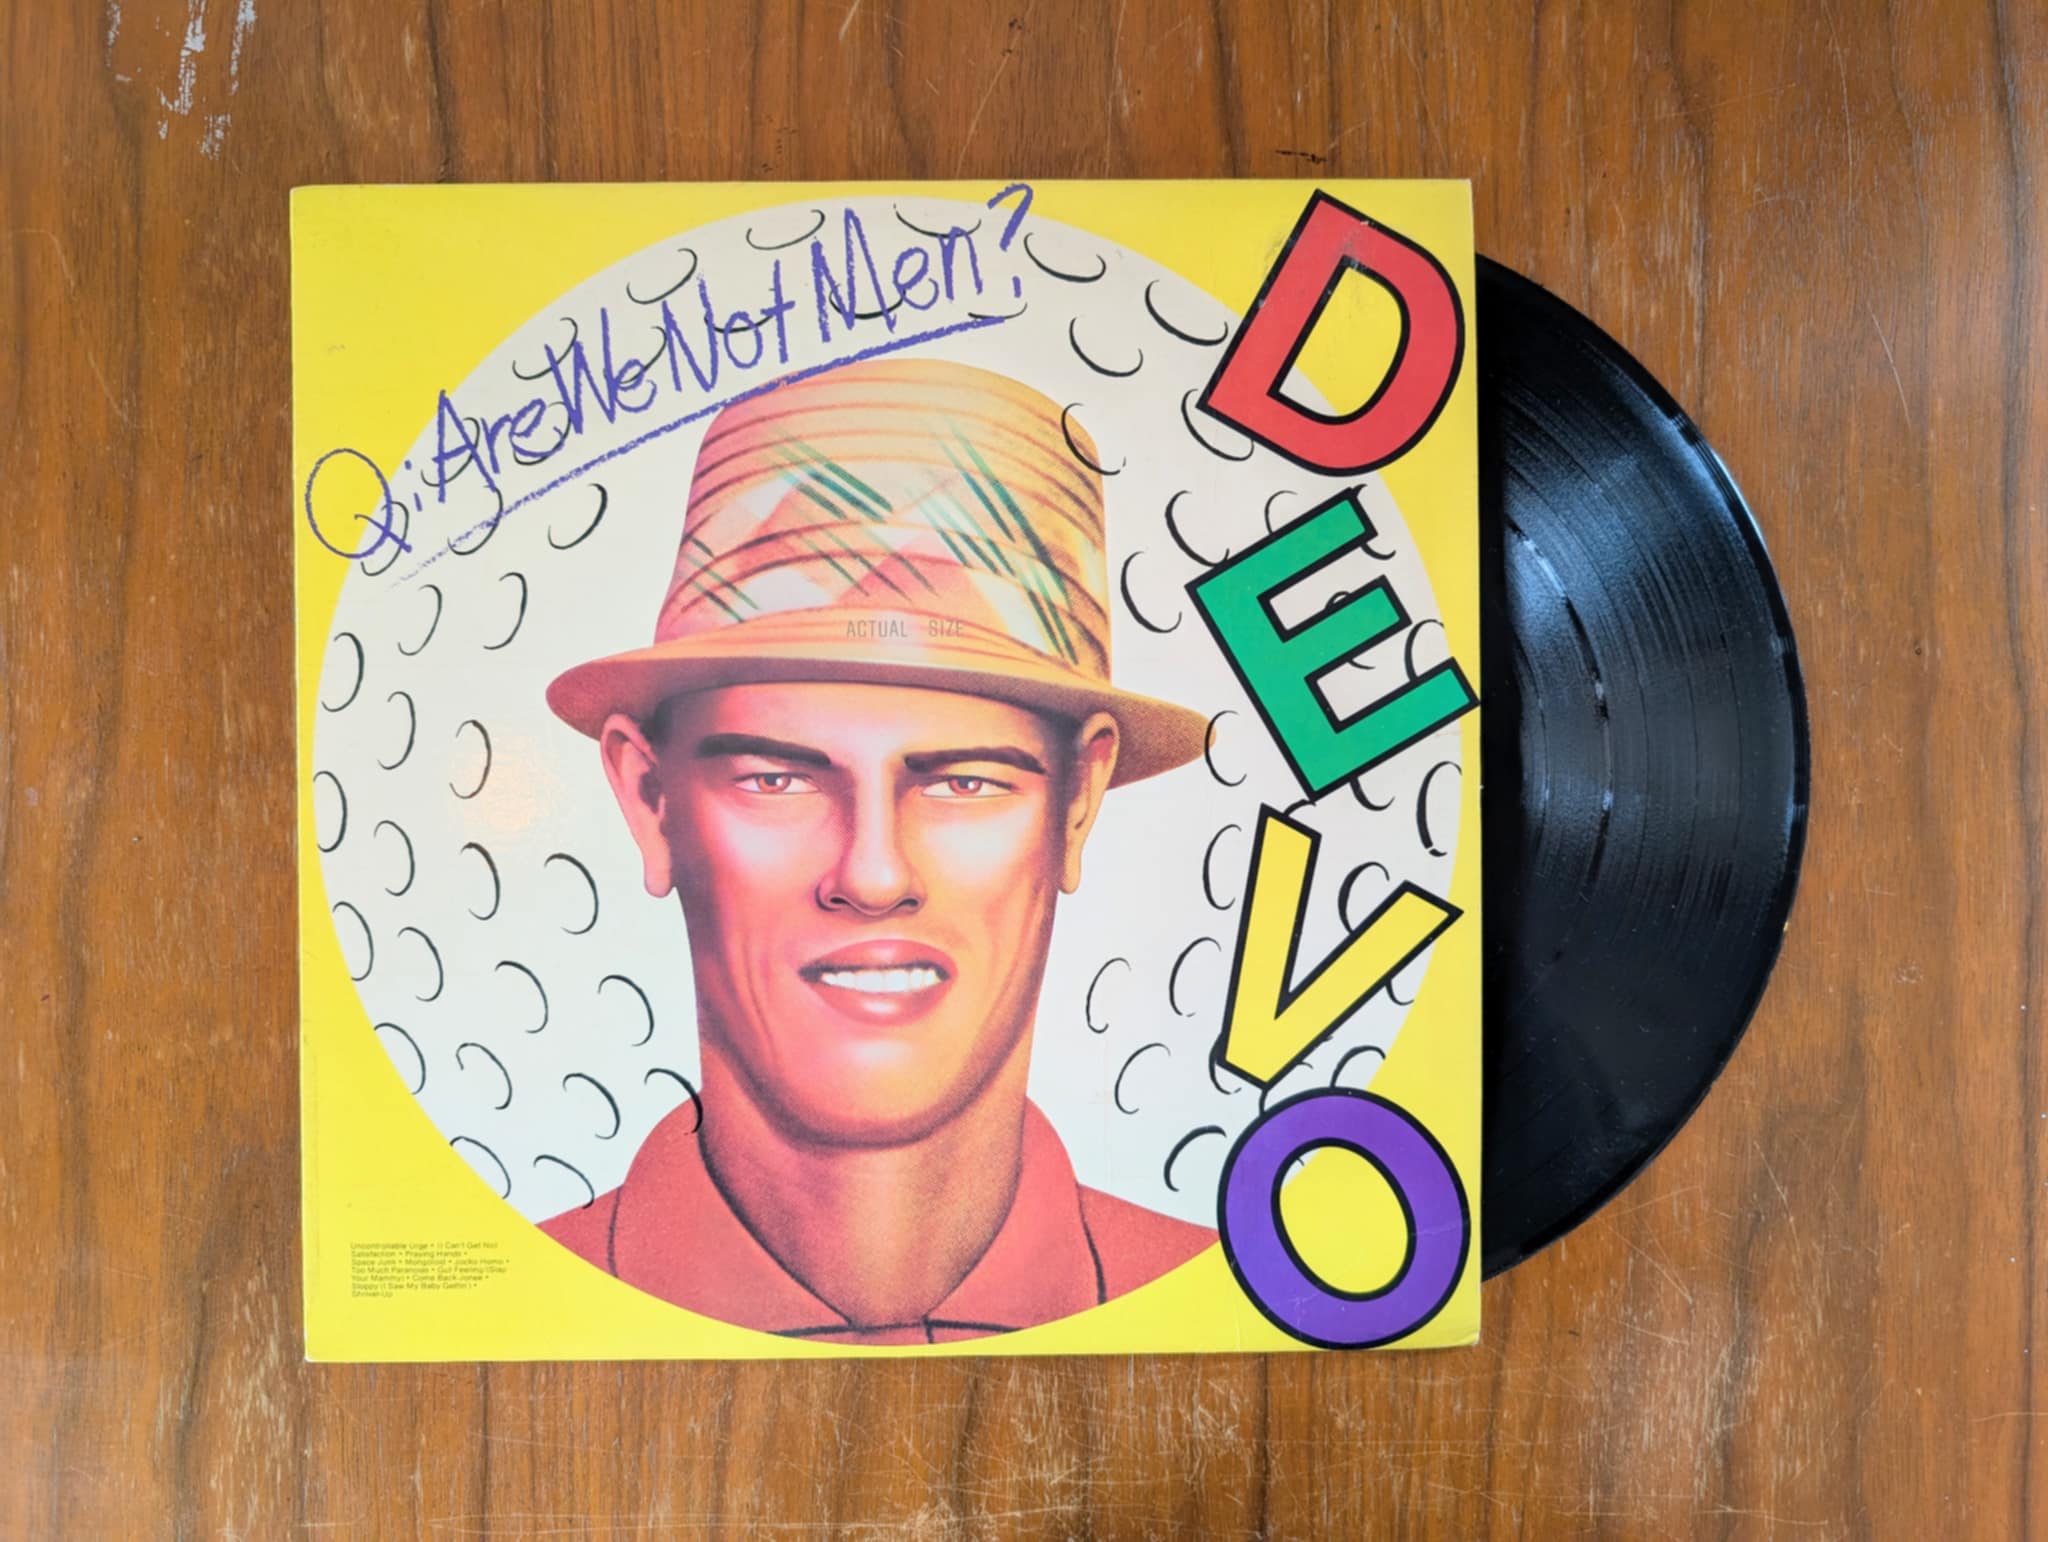 Q: Are We Not Men?
DEVO
ACTUAL SIZE
Uncontrollable Urge • (I Can't Get No)
Satisfaction • Praying Hands •
Space Junk • Mongoloid • Jocko Homo •
Too Much Paranoias • Gut Feeling/(Slap
Your Mammy) • Come Back Jonee •
Sloppy (I Saw My Baby Gettin') •
Shrivel-Up